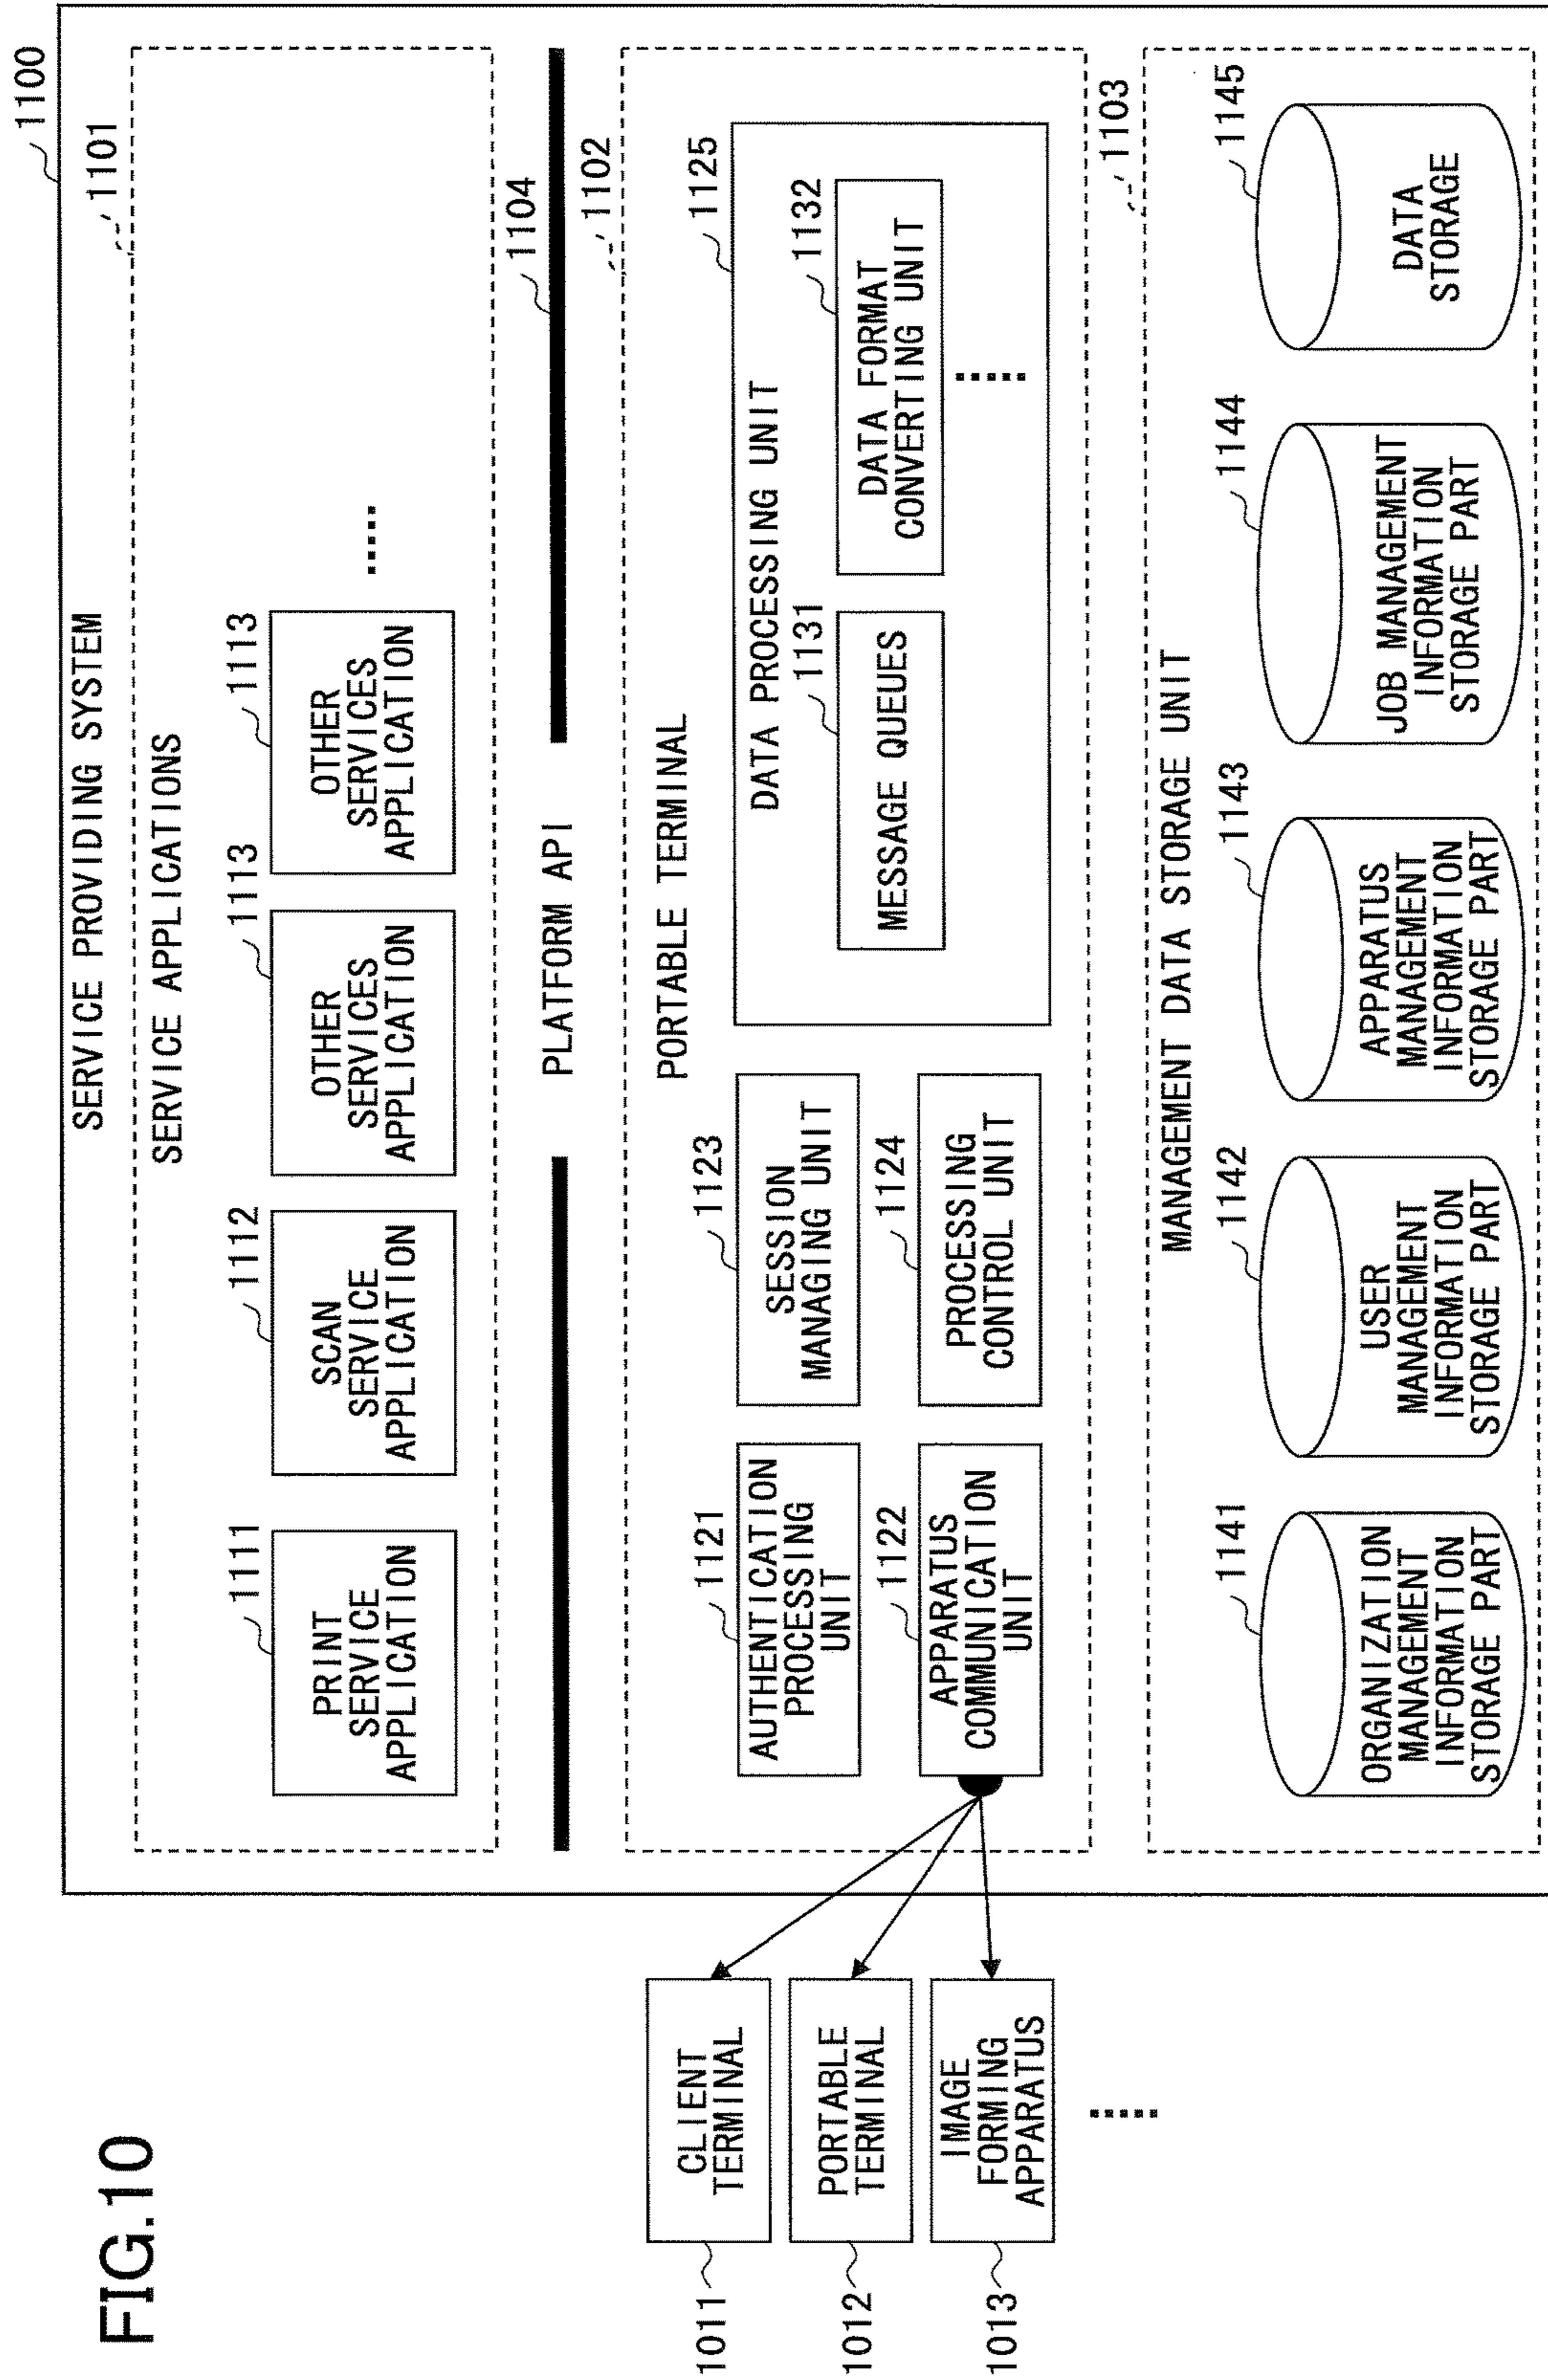 FIG.10
1100
SERVICE PROVIDING SYSTEM
1101
SERVICE APPLICATIONS
1111
PRINT
SERVICE
APPLICATION
1112
SCAN
SERVICE
APPLICATION
1113
OTHER
SERVICES
APPLICATION
1113
OTHER
SERVICES
APPLICATION
1104
PLATFORM API
1102
PORTABLE TERMINAL
1121
AUTHENTICATION
PROCESSING
UNIT
1123
SESSION
MANAGING UNIT
1122
APPARATUS
COMMUNICATION
UNIT
1124
PROCESSING
CONTROL UNIT
1125
DATA PROCESSING UNIT
1131
MESSAGE QUEUES
1132
DATA FORMAT
CONVERTING UNIT
1103
MANAGEMENT DATA STORAGE UNIT
1141
ORGANIZATION
MANAGEMENT
INFORMATION
STORAGE PART
1142
USER
MANAGEMENT
INFORMATION
STORAGE PART
1143
APPARATUS
MANAGEMENT
INFORMATION
STORAGE PART
1144
JOB MANAGEMENT
INFORMATION
STORAGE PART
1145
DATA
STORAGE
1011
CLIENT
TERMINAL
1012
PORTABLE
TERMINAL
1013
IMAGE
FORMING
APPARATUS